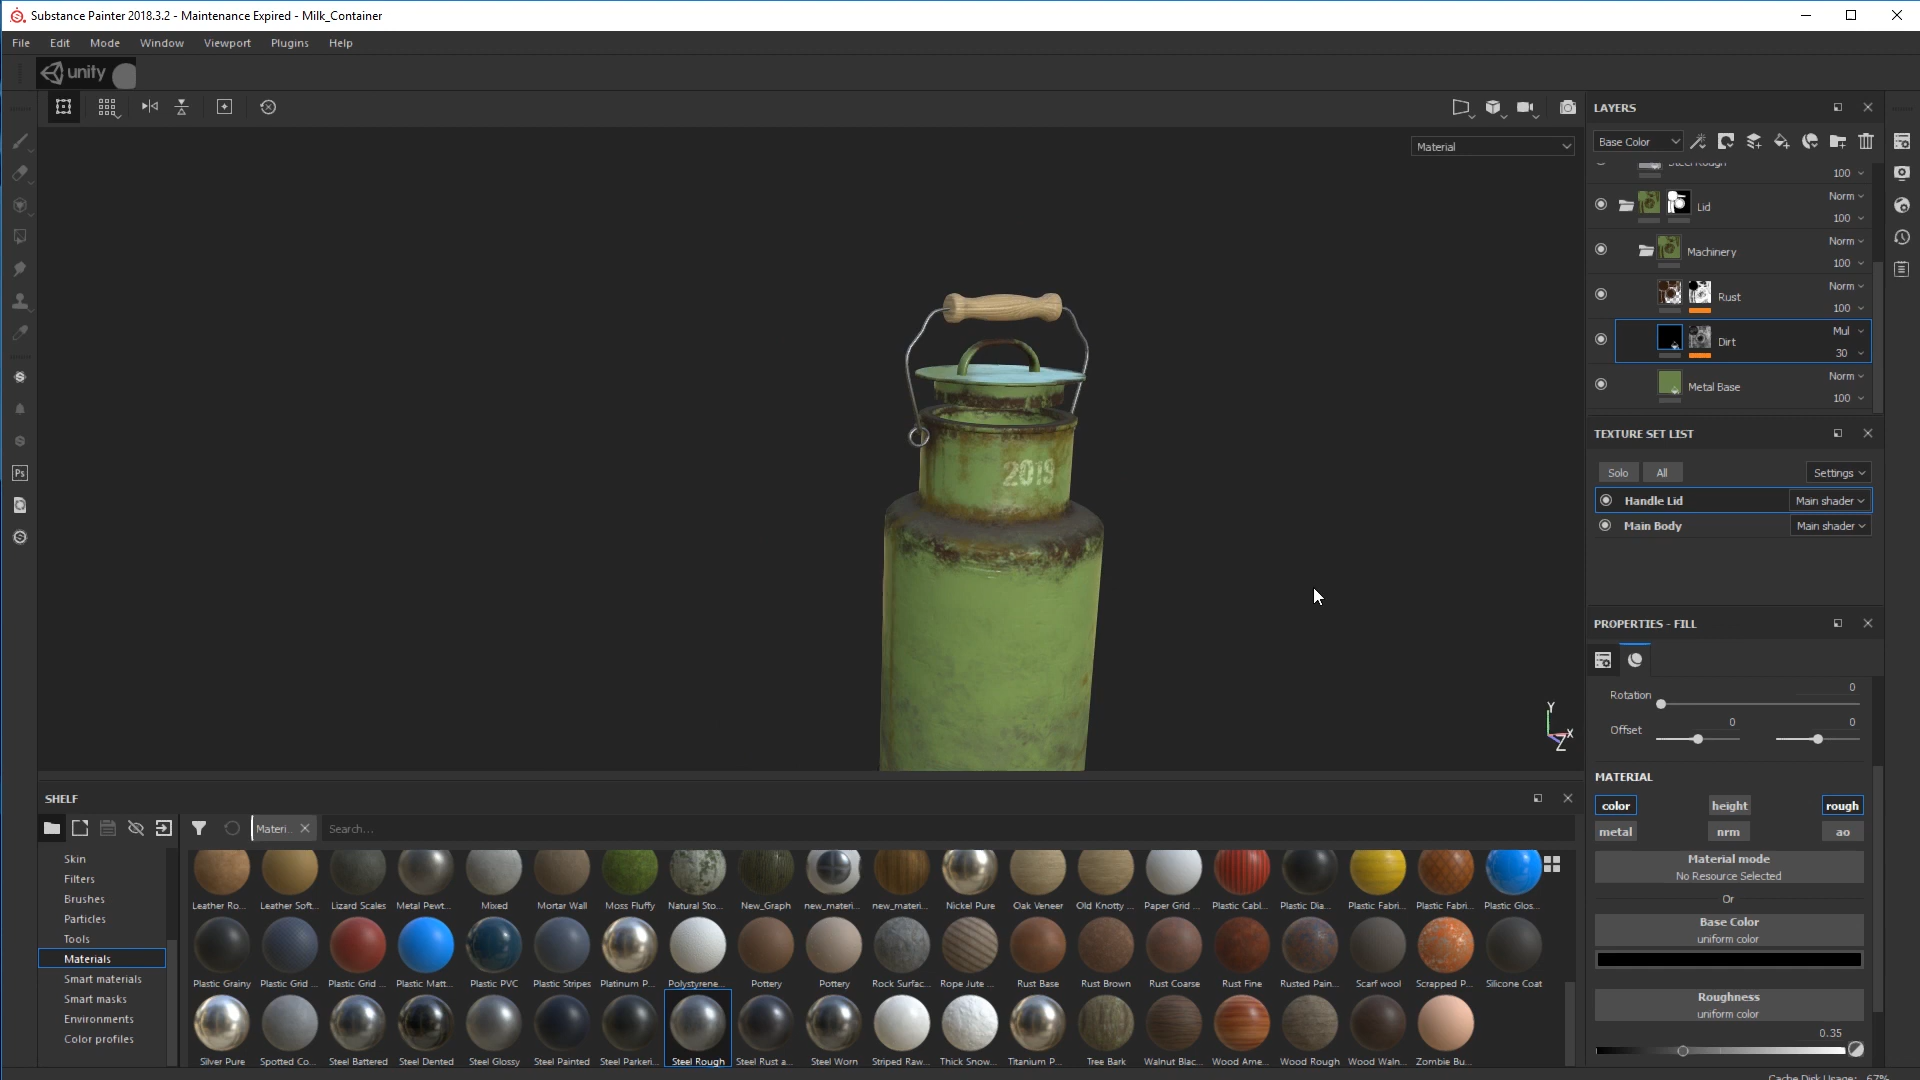 Substance Painter 2018.3.2 - Maintenance Expired - Milk_Container
File Edit Mode Window Viewport Plugins Help
unity
Material
2019
LAYERS
Base Color
Steel Rough
100
Norm
Lid
100
Norm
Machinery
100
Norm
Rust
100
Mul
Dirt
30
Norm
Metal Base
100
TEXTURE SET LIST
Solo All Settings
Handle Lid Main shader
Main Body Main shader
PROPERTIES - FILL
0
Rotation
0 0
Offset
MATERIAL
color height rough
metal nrm ao
Material mode
No Resource Selected
Or
Base Color
uniform color
Roughness
uniform color
0.35
Cache Disk Usage: 67%
Y
X
Z
Ps
SHELF
Materi.. Search...
Skin
Filters
Brushes
Particles
Tools
Materials
Smart materials
Smart masks
Environments
Color profiles
Leather Ro... Leather Soft... Lizard Scales Metal Pewt... Mixed Mortar Wall Moss Fluffy Natural Sto... New_Graph new_materi... new_materi... Nickel Pure Oak Veneer Old Knotty ... Paper Grid ... Plastic Cabl... Plastic Dia... Plastic Fabri... Plastic Fabri... Plastic Glos...
Plastic Grainy Plastic Grid ... Plastic Grid ... Plastic Matt... Plastic PVC Plastic Stripes Platinum P... Polystyrene... Pottery Pottery Rock Surfac... Rope Jute ... Rust Base Rust Brown Rust Coarse Rust Fine Rusted Pain... Scarf wool Scrapped P... Silicone Coat
Silver Pure Spotted Co... Steel Battered Steel Dented Steel Glossy Steel Painted Steel Parkeri... Steel Rough Steel Rust a... Steel Worn Striped Raw... Thick Snow... Titanium P... Tree Bark Walnut Blac... Wood Ame... Wood Rough Wood Waln... Zombie Bu...